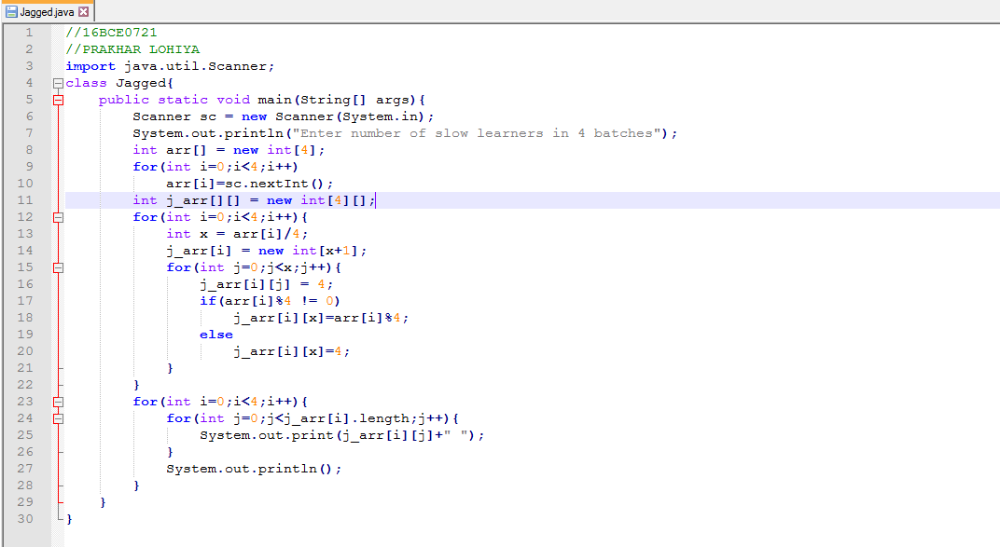 Jagged.java
1 //16BCE0721
2 //PRAKHAR LOHIYA
3 import java.util.Scanner;
4 class Jagged{
5     public static void main(String[] args){
6         Scanner sc = new Scanner(System.in);
7         System.out.println("Enter number of slow learners in 4 batches");
8         int arr[] = new int[4];
9         for(int i=0;i<4;i++)
10             arr[i]=sc.nextInt();
11         int j_arr[][] = new int[4][];
12         for(int i=0;i<4;i++){
13             int x = arr[i]/4;
14             j_arr[i] = new int[x+1];
15             for(int j=0;j<x;j++){
16                 j_arr[i][j] = 4;
17                 if(arr[i]%4 != 0)
18                     j_arr[i][x]=arr[i]%4;
19                 else
20                     j_arr[i][x]=4;
21             }
22         }
23         for(int i=0;i<4;i++){
24             for(int j=0;j<j_arr[i].length;j++){
25                 System.out.print(j_arr[i][j]+" ");
26             }
27             System.out.println();
28         }
29     }
30 }